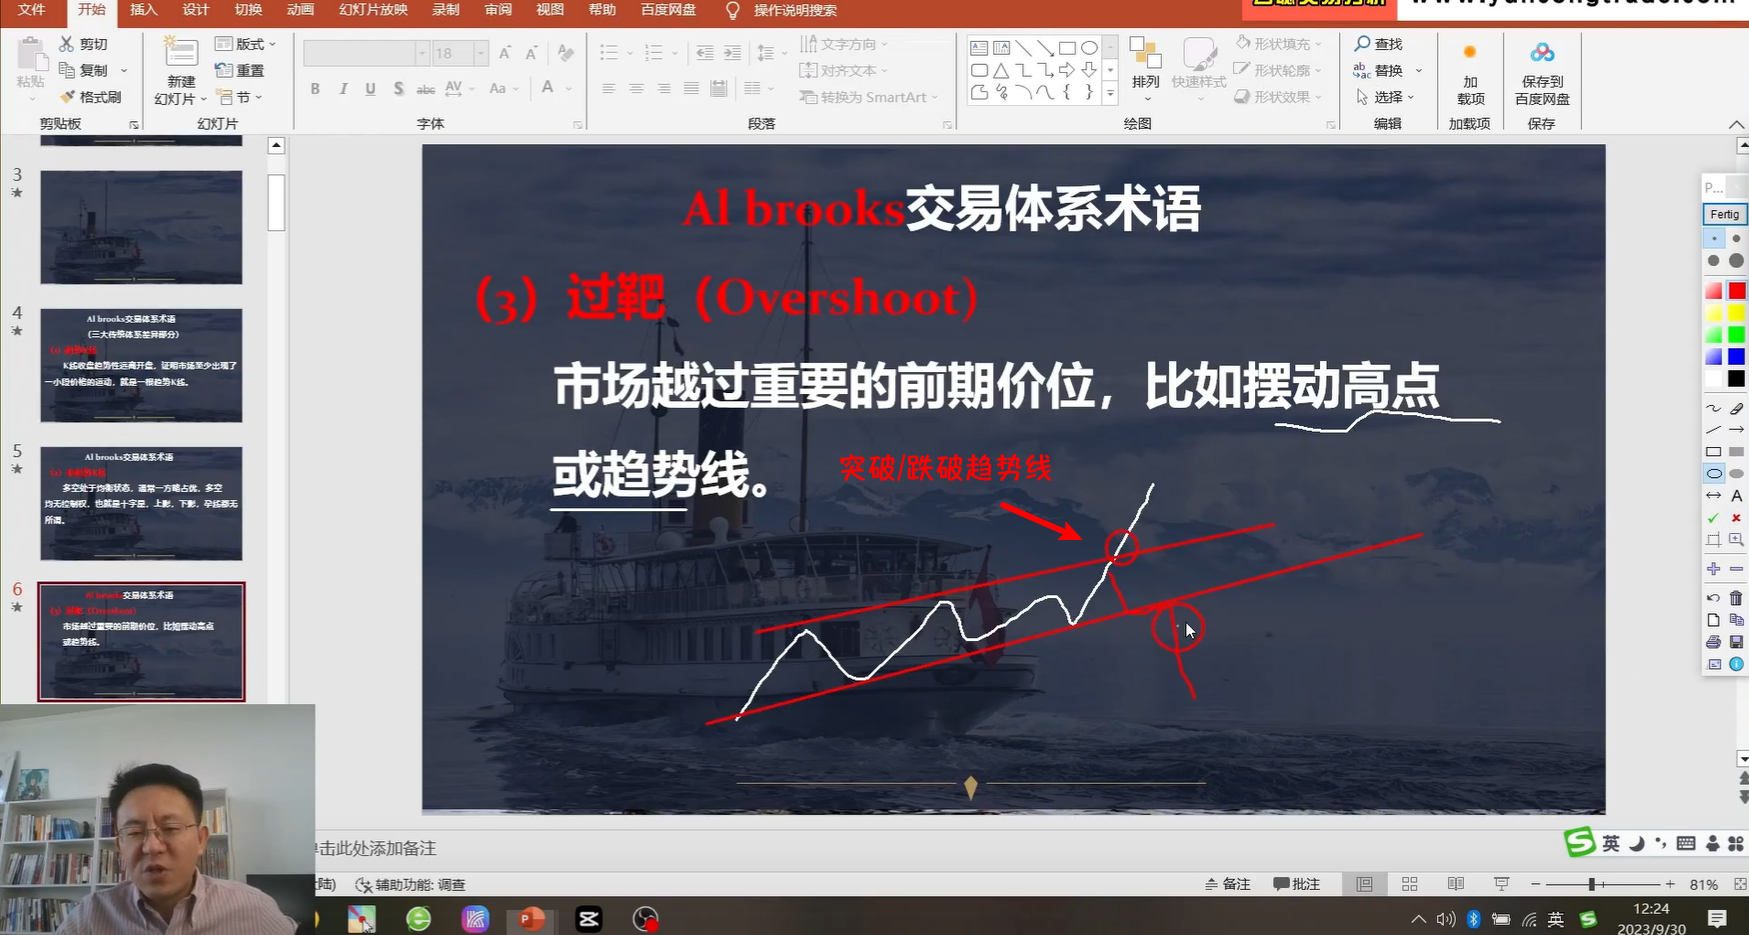 文件 开始 插入 设计 切换 动画 幻灯片放映 录制 审阅 视图 帮助 百度网盘 操作说明搜索
粘贴 剪切 复制 格式刷 剪贴板
新建 幻灯片 版式 重置 节 幻灯片
18
B I U S abc AV Aa A
字体
文字方向 对齐文本 转换为 SmartArt 段落
排列 快速样式 形状填充 形状轮廓 形状效果 绘图
查找 替换 选择 编辑
加载项 加载项
保存到 百度网盘 保存
3
4
Al brooks交易体系术语
K线收盘趋势性远离开盘，证明市场至少出现了
一小段价格的运动，就是一根趋势K线。
5
Al brooks交易体系术语
多空处于均衡状态，通常一方略占优，多空
均无控制权，也就是十字星，上影，下影，孕线都无
所谓。
6
Al brooks交易体系术语
（3）过靶（Overshoot）
市场越过重要的前期价位，比如摆动高点
或趋势线。
Al brooks交易体系术语
（3）过靶（Overshoot）
市场越过重要的前期价位，比如摆动高点
或趋势线。
突破/跌破趋势线
P...
Fertig
A
击此处添加备注
辅助功能: 调查
备注 批注
81%
英
英
12:24
2023/9/30